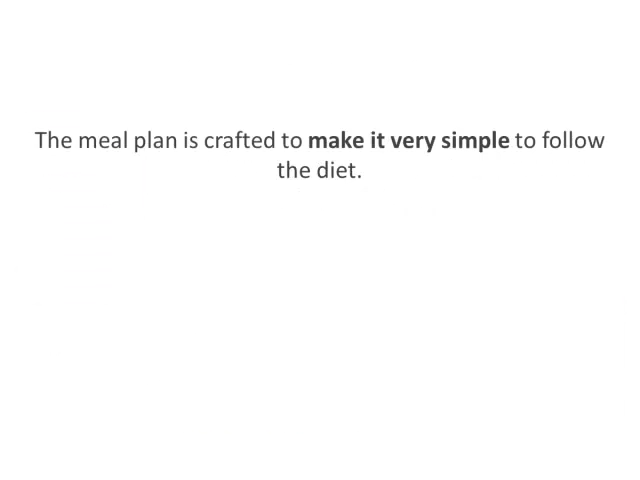 The meal plan is crafted to make it very simple to follow
the diet.